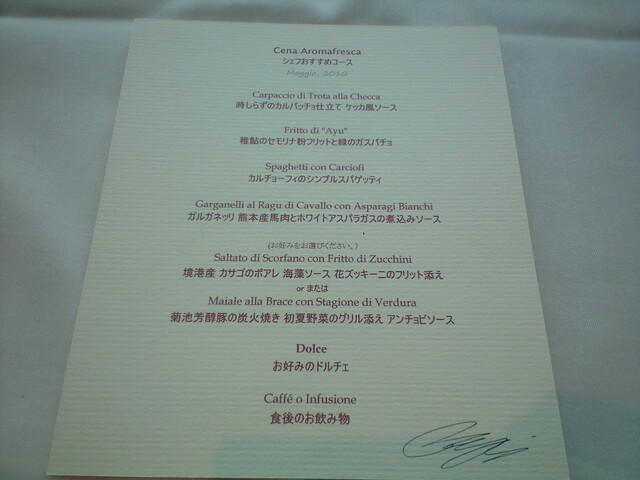 Cena Aromafresca
シェフおすすめコース
Maggio, 2010
Carpaccio di Trota alla Checca
時しらずのカルパッチョ仕立て ケッカ風ソース
Fritto di "Ayu"
稚鮎のセモリナ粉フリットと緑のガスパチョ
Spaghetti con Carciofi
カルチョーフィのシンプルスパゲッティ
Garganelli al Ragu di Cavallo con Asparagi Bianchi
ガルガネッリ 熊本産馬肉とホワイトアスパラガスの煮込みソース
(お好みをお選びください。)
Saltato di Scorfano con Fritto di Zucchini
境港産 カサゴのポアレ 海藻ソース 花ズッキーニのフリット添え
or または
Maiale alla Brace con Stagione di Verdura
菊池芳醇豚の炭火焼き 初夏野菜のグリル添え アンチョビソース
Dolce
お好みのドルチェ
Caffé o Infusione
食後のお飲み物